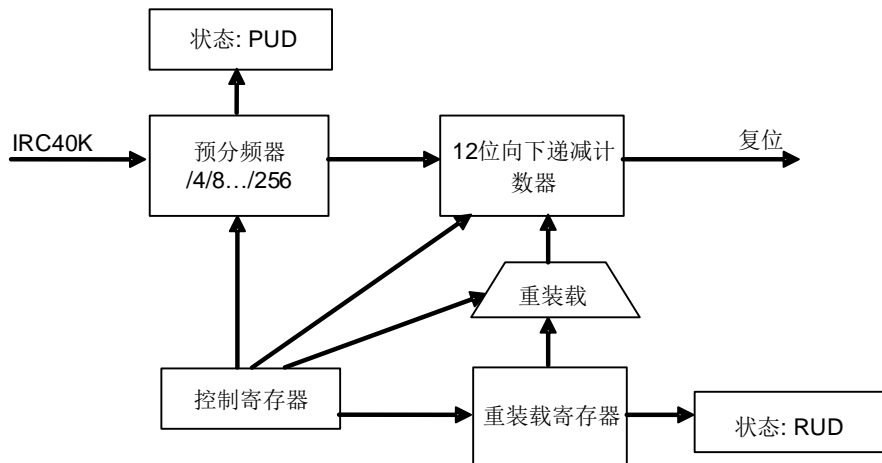 状态: PUD
IRC40K
预分频器
/4/8…/256
12位向下递减计
数器
复位
重装载
控制寄存器
重装载寄存器
状态: RUD